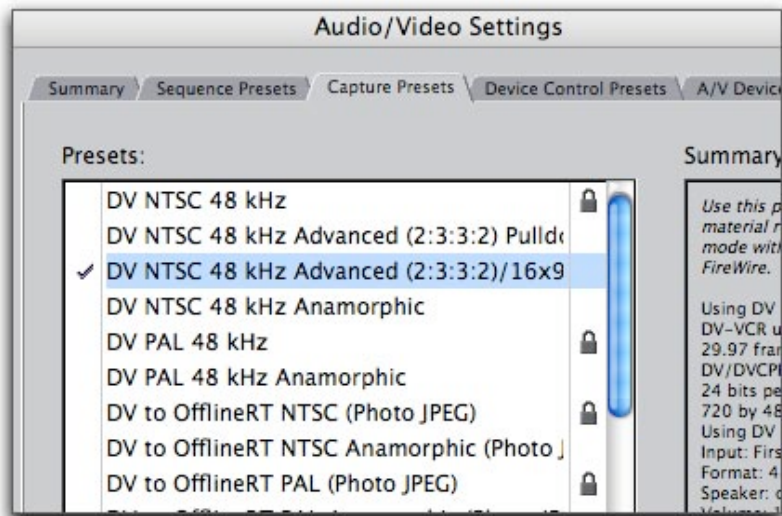 Audio/Video Settings
Summary Sequence Presets Capture Presets Device Control Presets A/V Device
Presets:
DV NTSC 48 kHz
DV NTSC 48 kHz Advanced (2:3:3:2)
DV NTSC 48 kHz Advanced (2:3:3:2)/16x9
DV NTSC 48 kHz Anamorphic
DV PAL 48 kHz
DV PAL 48 kHz Anamorphic
DV to OfflineRT NTSC (Photo JPEG)
DV to OfflineRT NTSC Anamorphic (Photo J
DV to OfflineRT PAL (Photo JPEG)
Summary
Use this p
material r
mode with
FireWire.
Using DV
DV-VCR u
29.97 fra
DV/DVCP
24 bits pe
720 by 48
Using DV
Input: Firs
Format: 4
Speaker: